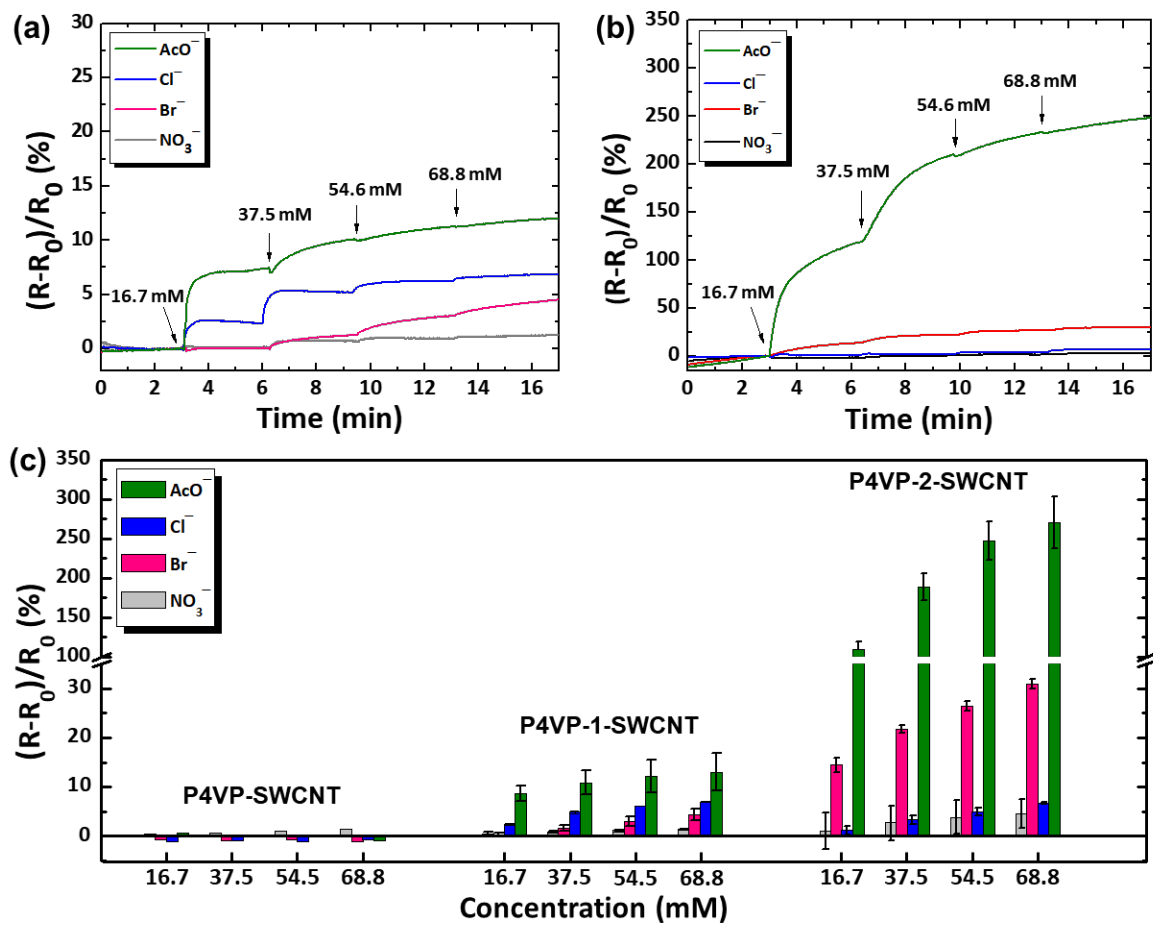 (a)
AcO⁻
Cl⁻
Br⁻
NO₃⁻
30
25
20
15
10
5
0
(R-R₀)/R₀ (%)
16.7 mM
37.5 mM
54.6 mM
68.8 mM
0 2 4 6 8 10 12 14 16
Time (min)
(b)
AcO⁻
Cl⁻
Br⁻
NO₃⁻
350
300
250
200
150
100
50
0
(R-R₀)/R₀ (%)
16.7 mM
37.5 mM
54.6 mM
68.8 mM
0 2 4 6 8 10 12 14 16
Time (min)
(c)
AcO⁻
Cl⁻
Br⁻
NO₃⁻
350
300
250
200
150
100
30
20
10
0
(R-R₀)/R₀ (%)
P4VP-SWCNT
P4VP-1-SWCNT
P4VP-2-SWCNT
16.7 37.5 54.5 68.8 16.7 37.5 54.5 68.8 16.7 37.5 54.5 68.8
Concentration (mM)